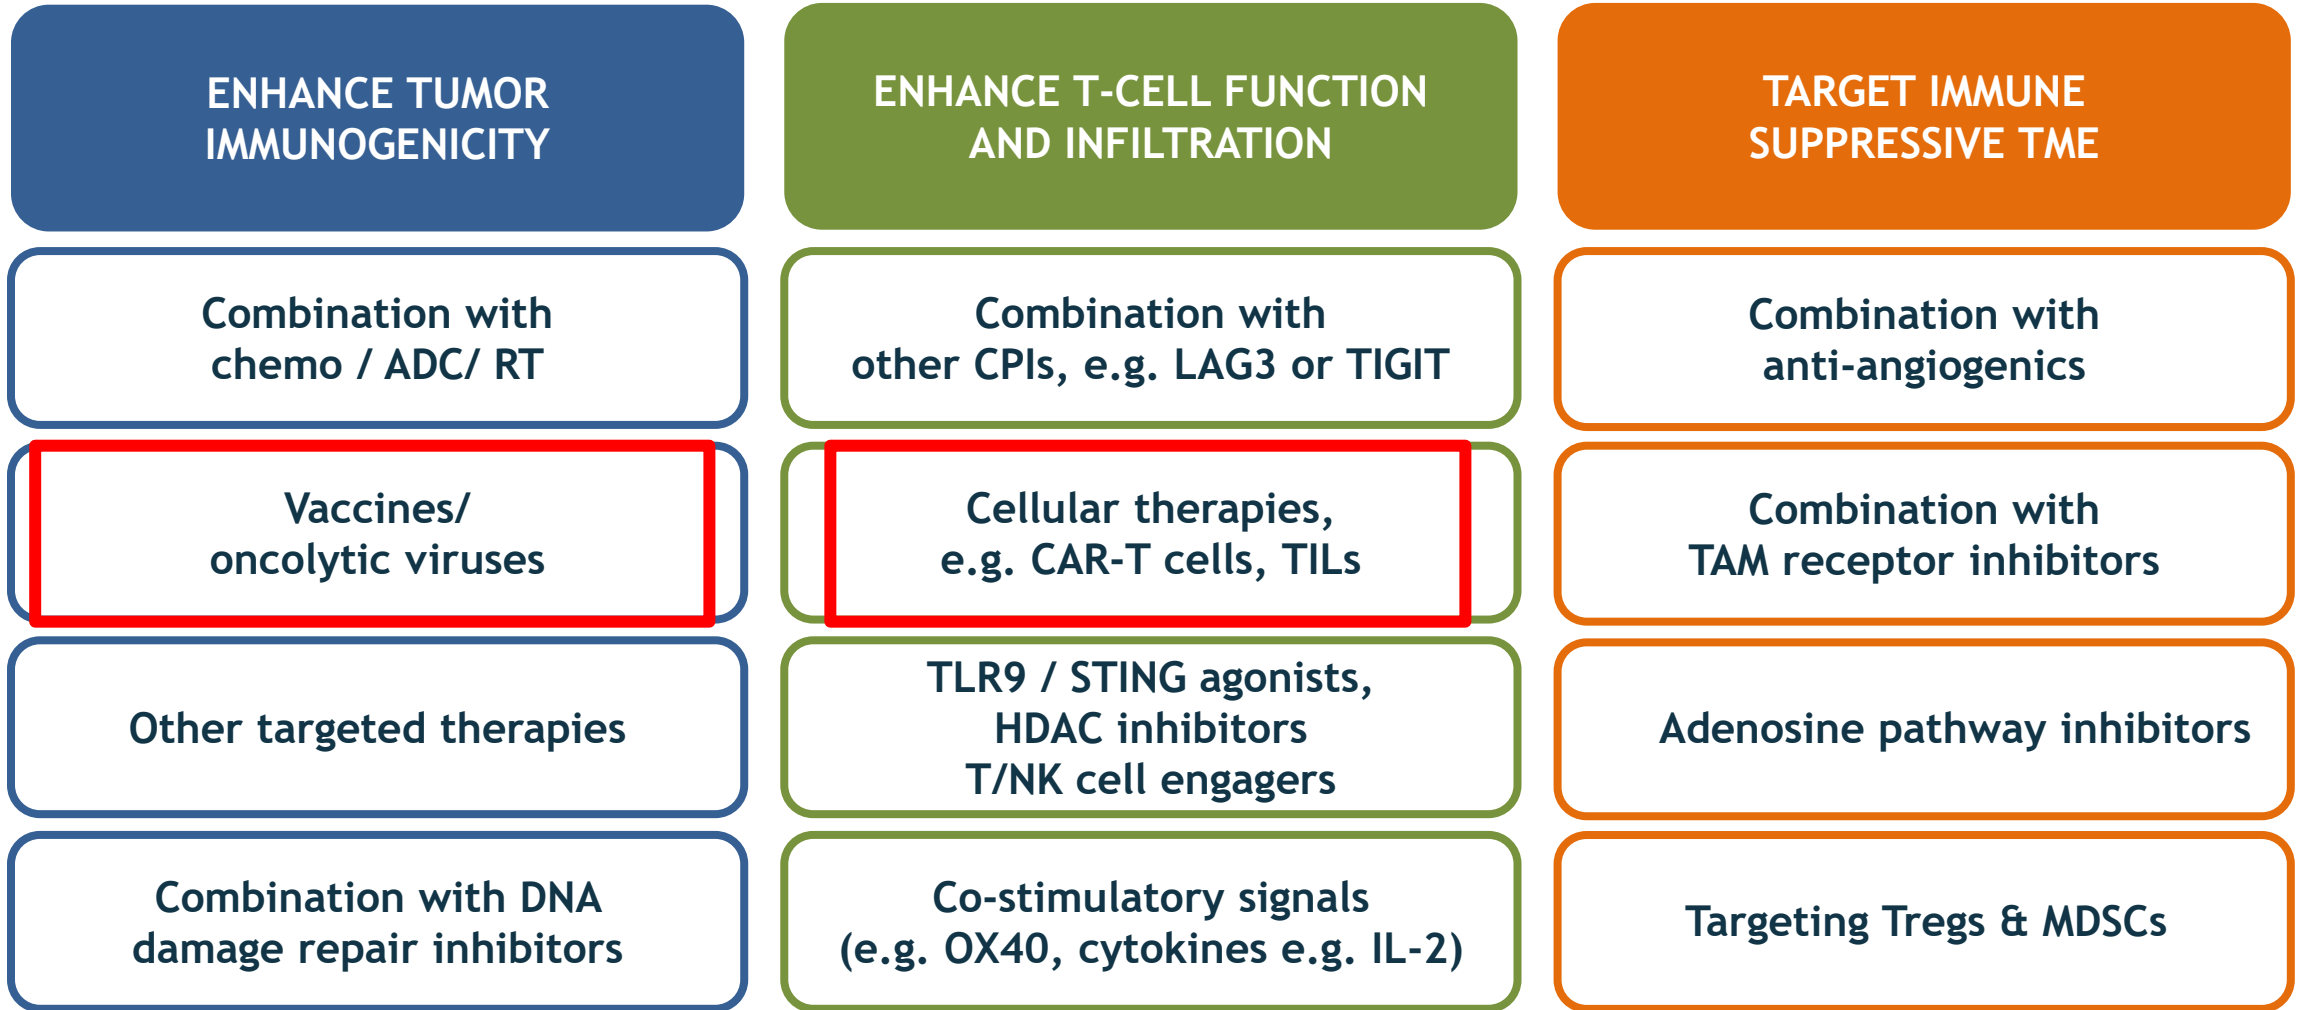 ENHANCE TUMOR
IMMUNOGENICITY
Combination with
chemo / ADC/ RT
Vaccines/
oncolytic viruses
Other targeted therapies
Combination with DNA
damage repair inhibitors
ENHANCE T-CELL FUNCTION
AND INFILTRATION
Combination with
other CPIs, e.g. LAG3 or TIGIT
Cellular therapies,
e.g. CAR-T cells, TILs
TLR9 / STING agonists,
HDAC inhibitors
T/NK cell engagers
Co-stimulatory signals
(e.g. OX40, cytokines e.g. IL-2)
TARGET IMMUNE
SUPPRESSIVE TME
Combination with
anti-angiogenics
Combination with
TAM receptor inhibitors
Adenosine pathway inhibitors
Targeting Tregs & MDSCs